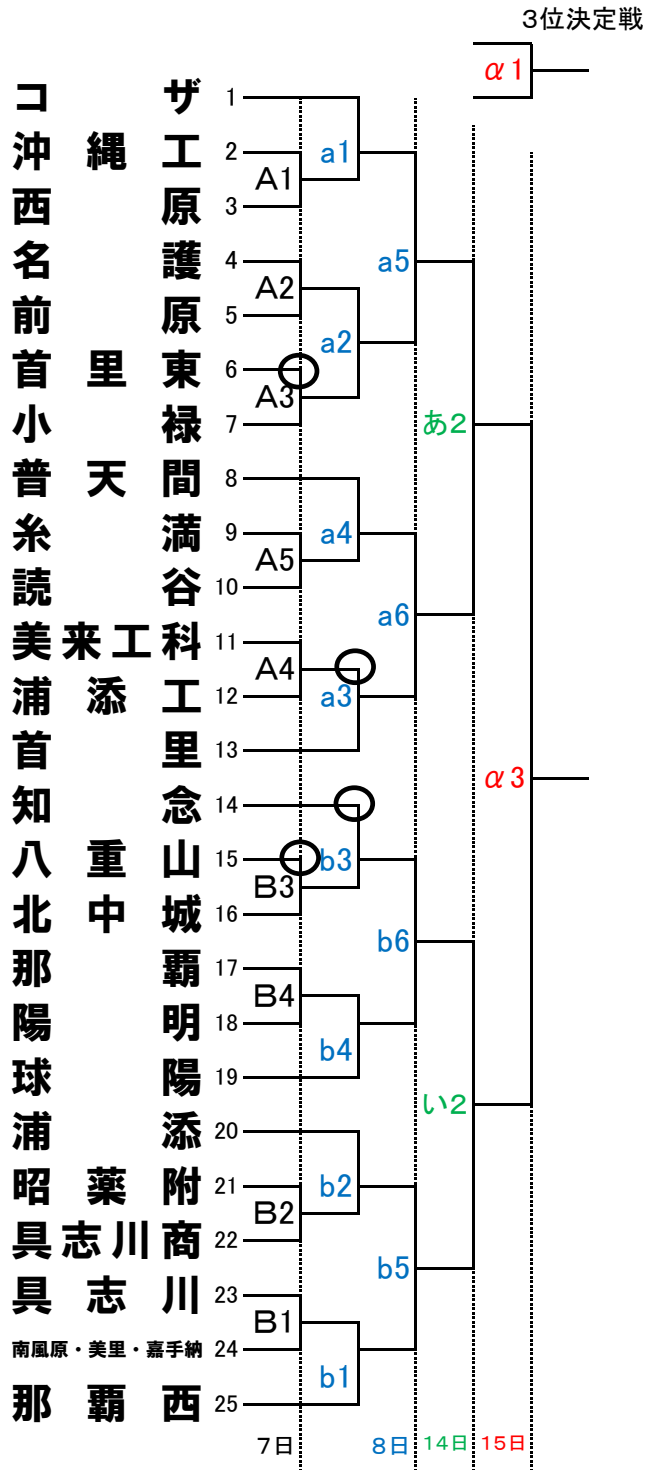 3位決定戦
α1
コザ 1
沖縄工 2
a1
A1
西原 3
名護 4
a5
A2
前原 5
a2
首里東 6
A3
小禄 7
あ2
普天間 8
糸満 9
a4
A5
読谷 10
a6
美来工科 11
A4
浦添工 12
a3
首里 13
α3
知念 14
八重山 15
b3
B3
北中城 16
b6
那覇 17
B4
陽明 18
b4
球陽 19
い2
浦添 20
昭薬附 21
b2
B2
具志川商 22
b5
具志川 23
B1
南風原・美里・嘉手納 24
b1
那覇西 25
7日 8日 14日 15日